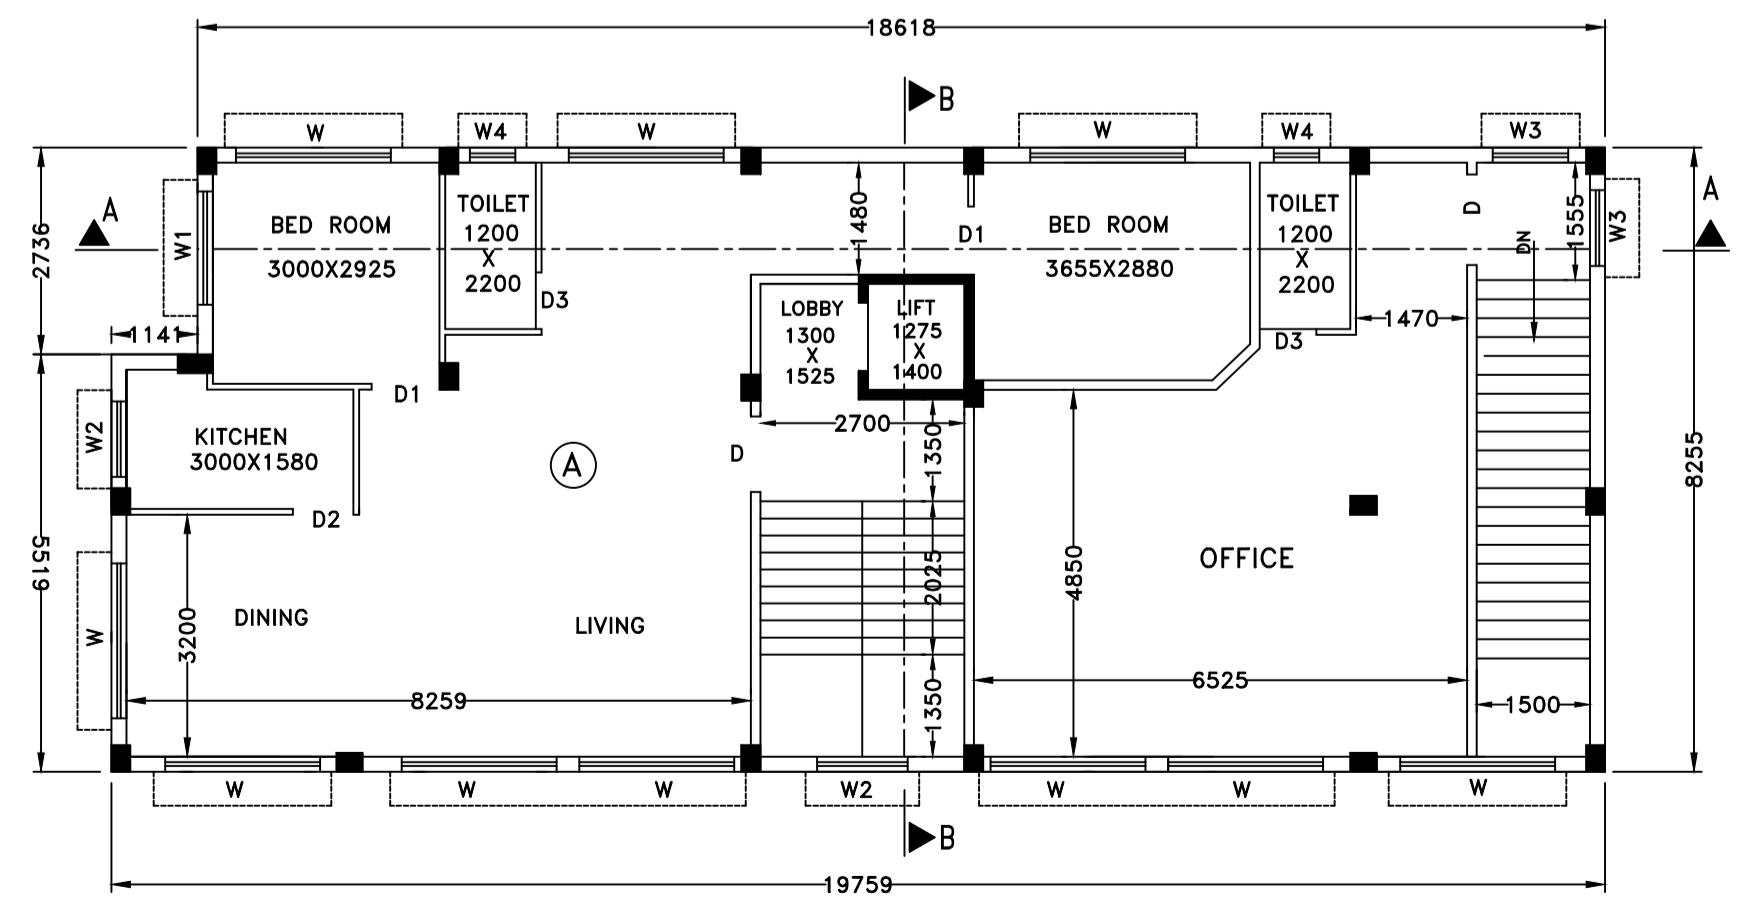 18618
B
W
W4
W
W
W4
W3
A
A
2736
W1
BED ROOM
3000X2925
TOILET
1200
X
2200
D3
1480
D1
BED ROOM
3655X2880
TOILET
1200
X
2200
D3
D
DN
1555
W3
1141
1470
LOBBY
1300
X
1525
LIFT
1275
X
1400
D1
2700
1350
W2
KITCHEN
3000X1580
A
D
D2
8255
5519
3200
DINING
LIVING
2025
4850
OFFICE
W
8259
1350
6525
1500
W
W
W
W2
W
W
W
B
19759